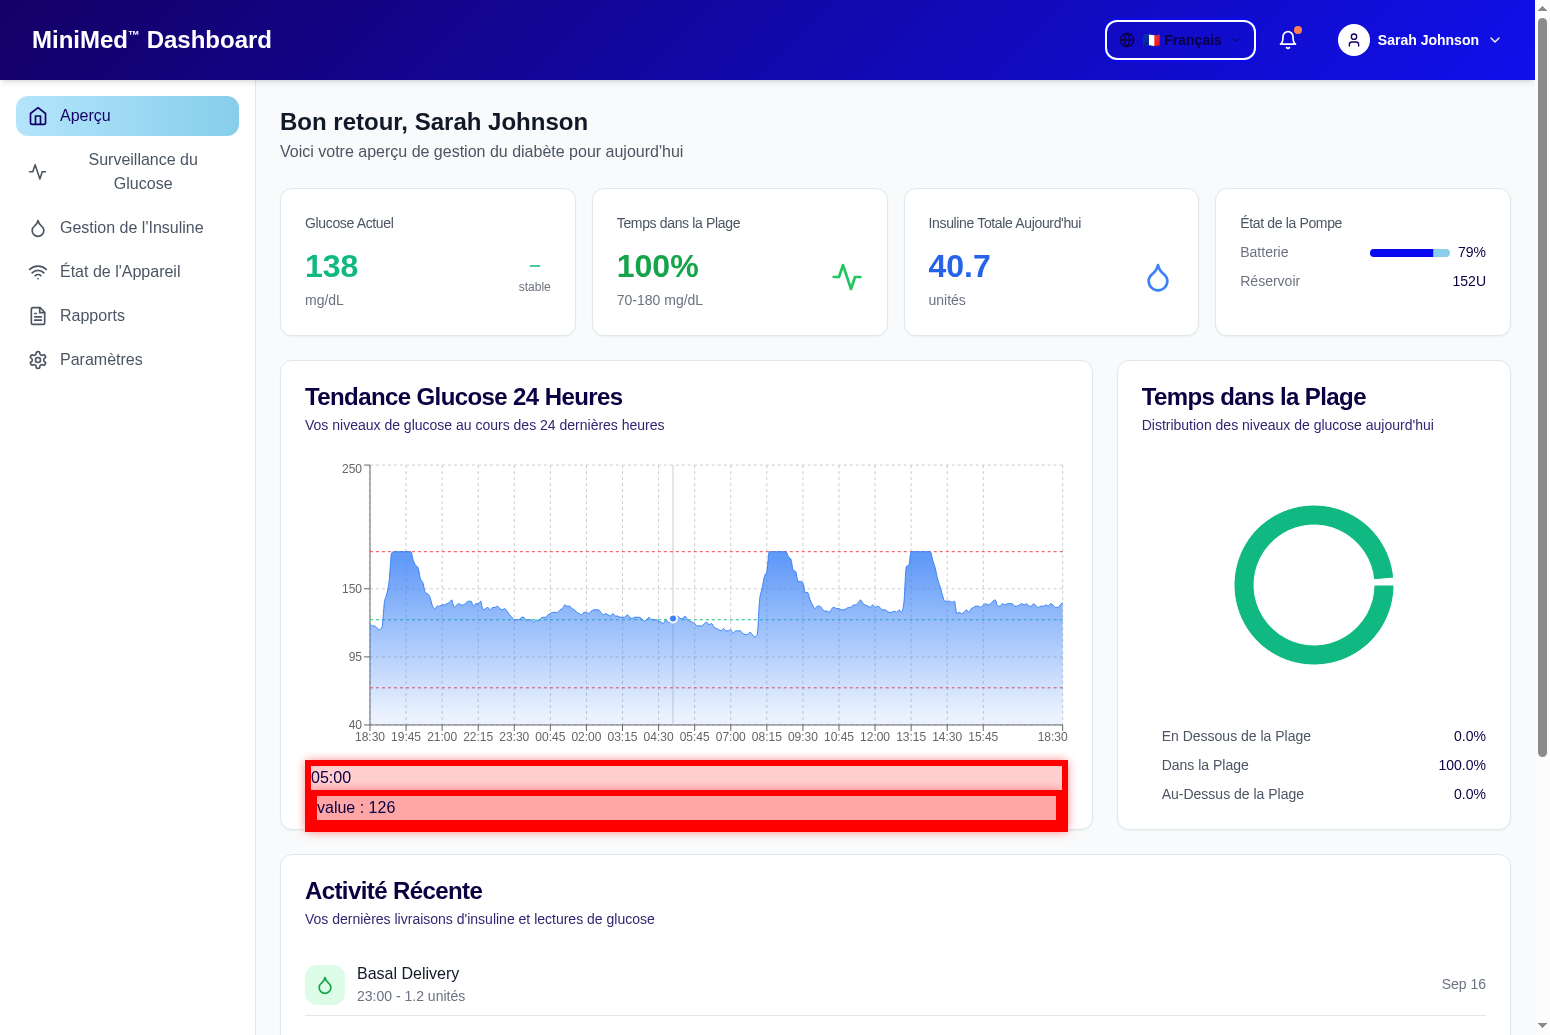 MiniMed™ Dashboard
🇫🇷 Français
Sarah Johnson
Aperçu
Surveillance du
Glucose
Gestion de l'Insuline
État de l'Appareil
Rapports
Paramètres
Bon retour, Sarah Johnson
Voici votre aperçu de gestion du diabète pour aujourd'hui
Glucose Actuel
138
mg/dL
stable
Temps dans la Plage
100%
70-180 mg/dL
Insuline Totale Aujourd'hui
40.7
unités
État de la Pompe
Batterie 79%
Réservoir 152U
Tendance Glucose 24 Heures
Vos niveaux de glucose au cours des 24 dernières heures
250
150
95
40
18:30 19:45 21:00 22:15 23:30 00:45 02:00 03:15 04:30 05:45 07:00 08:15 09:30 10:45 12:00 13:15 14:30 15:45 18:30
05:00
value : 126
Temps dans la Plage
Distribution des niveaux de glucose aujourd'hui
En Dessous de la Plage 0.0%
Dans la Plage 100.0%
Au-Dessus de la Plage 0.0%
Activité Récente
Vos dernières livraisons d'insuline et lectures de glucose
Basal Delivery
23:00 - 1.2 unités
Sep 16